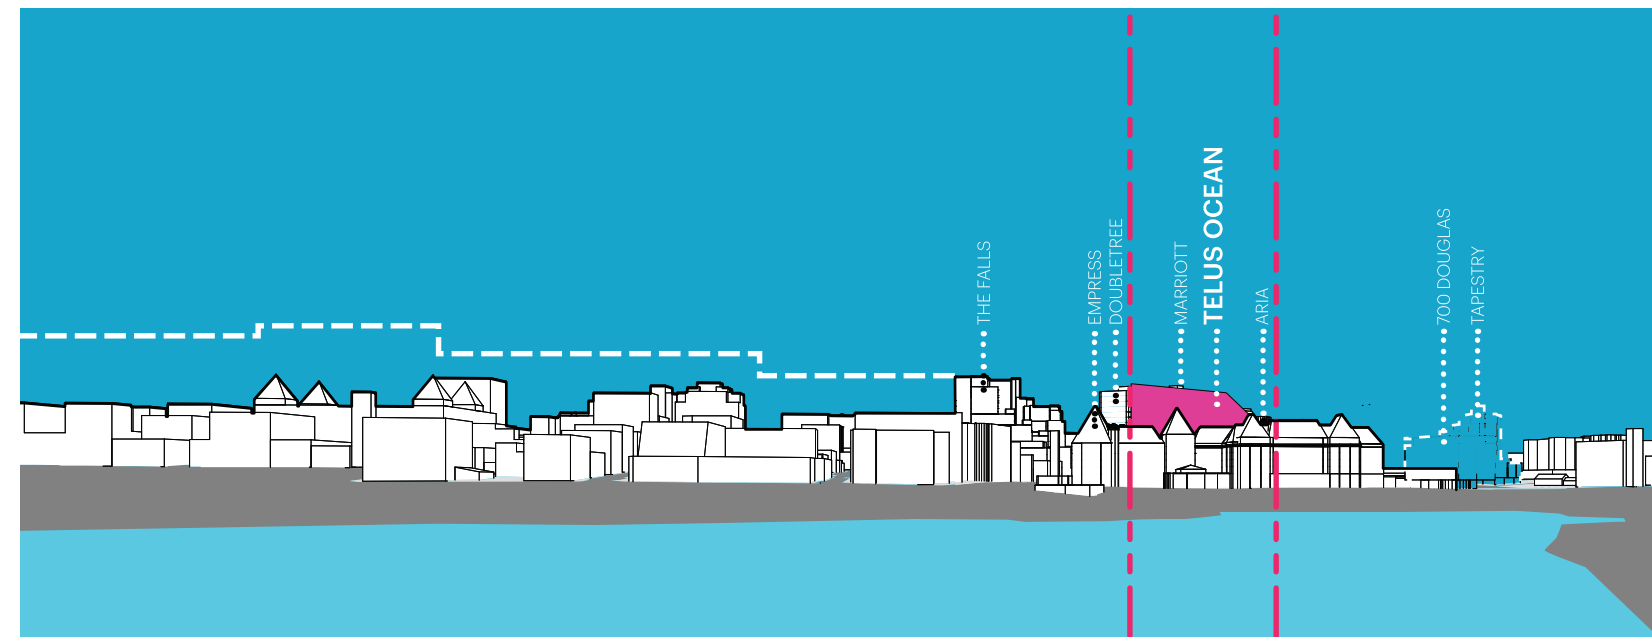 THE FALLS
EMPRESS
DOUBLETREE
MARRIOTT
TELUS OCEAN
ARIA
700 DOUGLAS
TAPESTRY